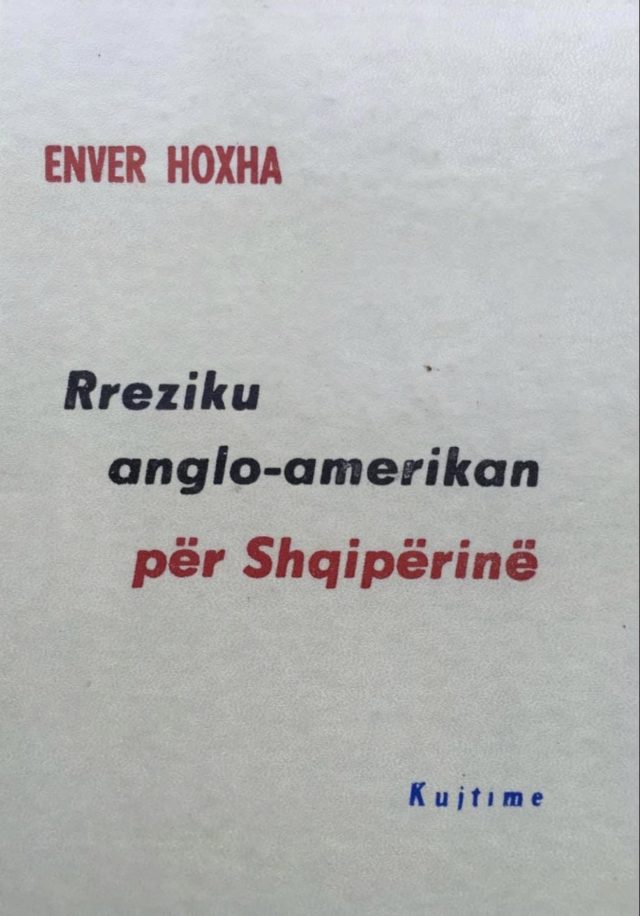 ENVER HOXHA
Rreziku
anglo-amerikan
për Shqipërinë
Kujtime